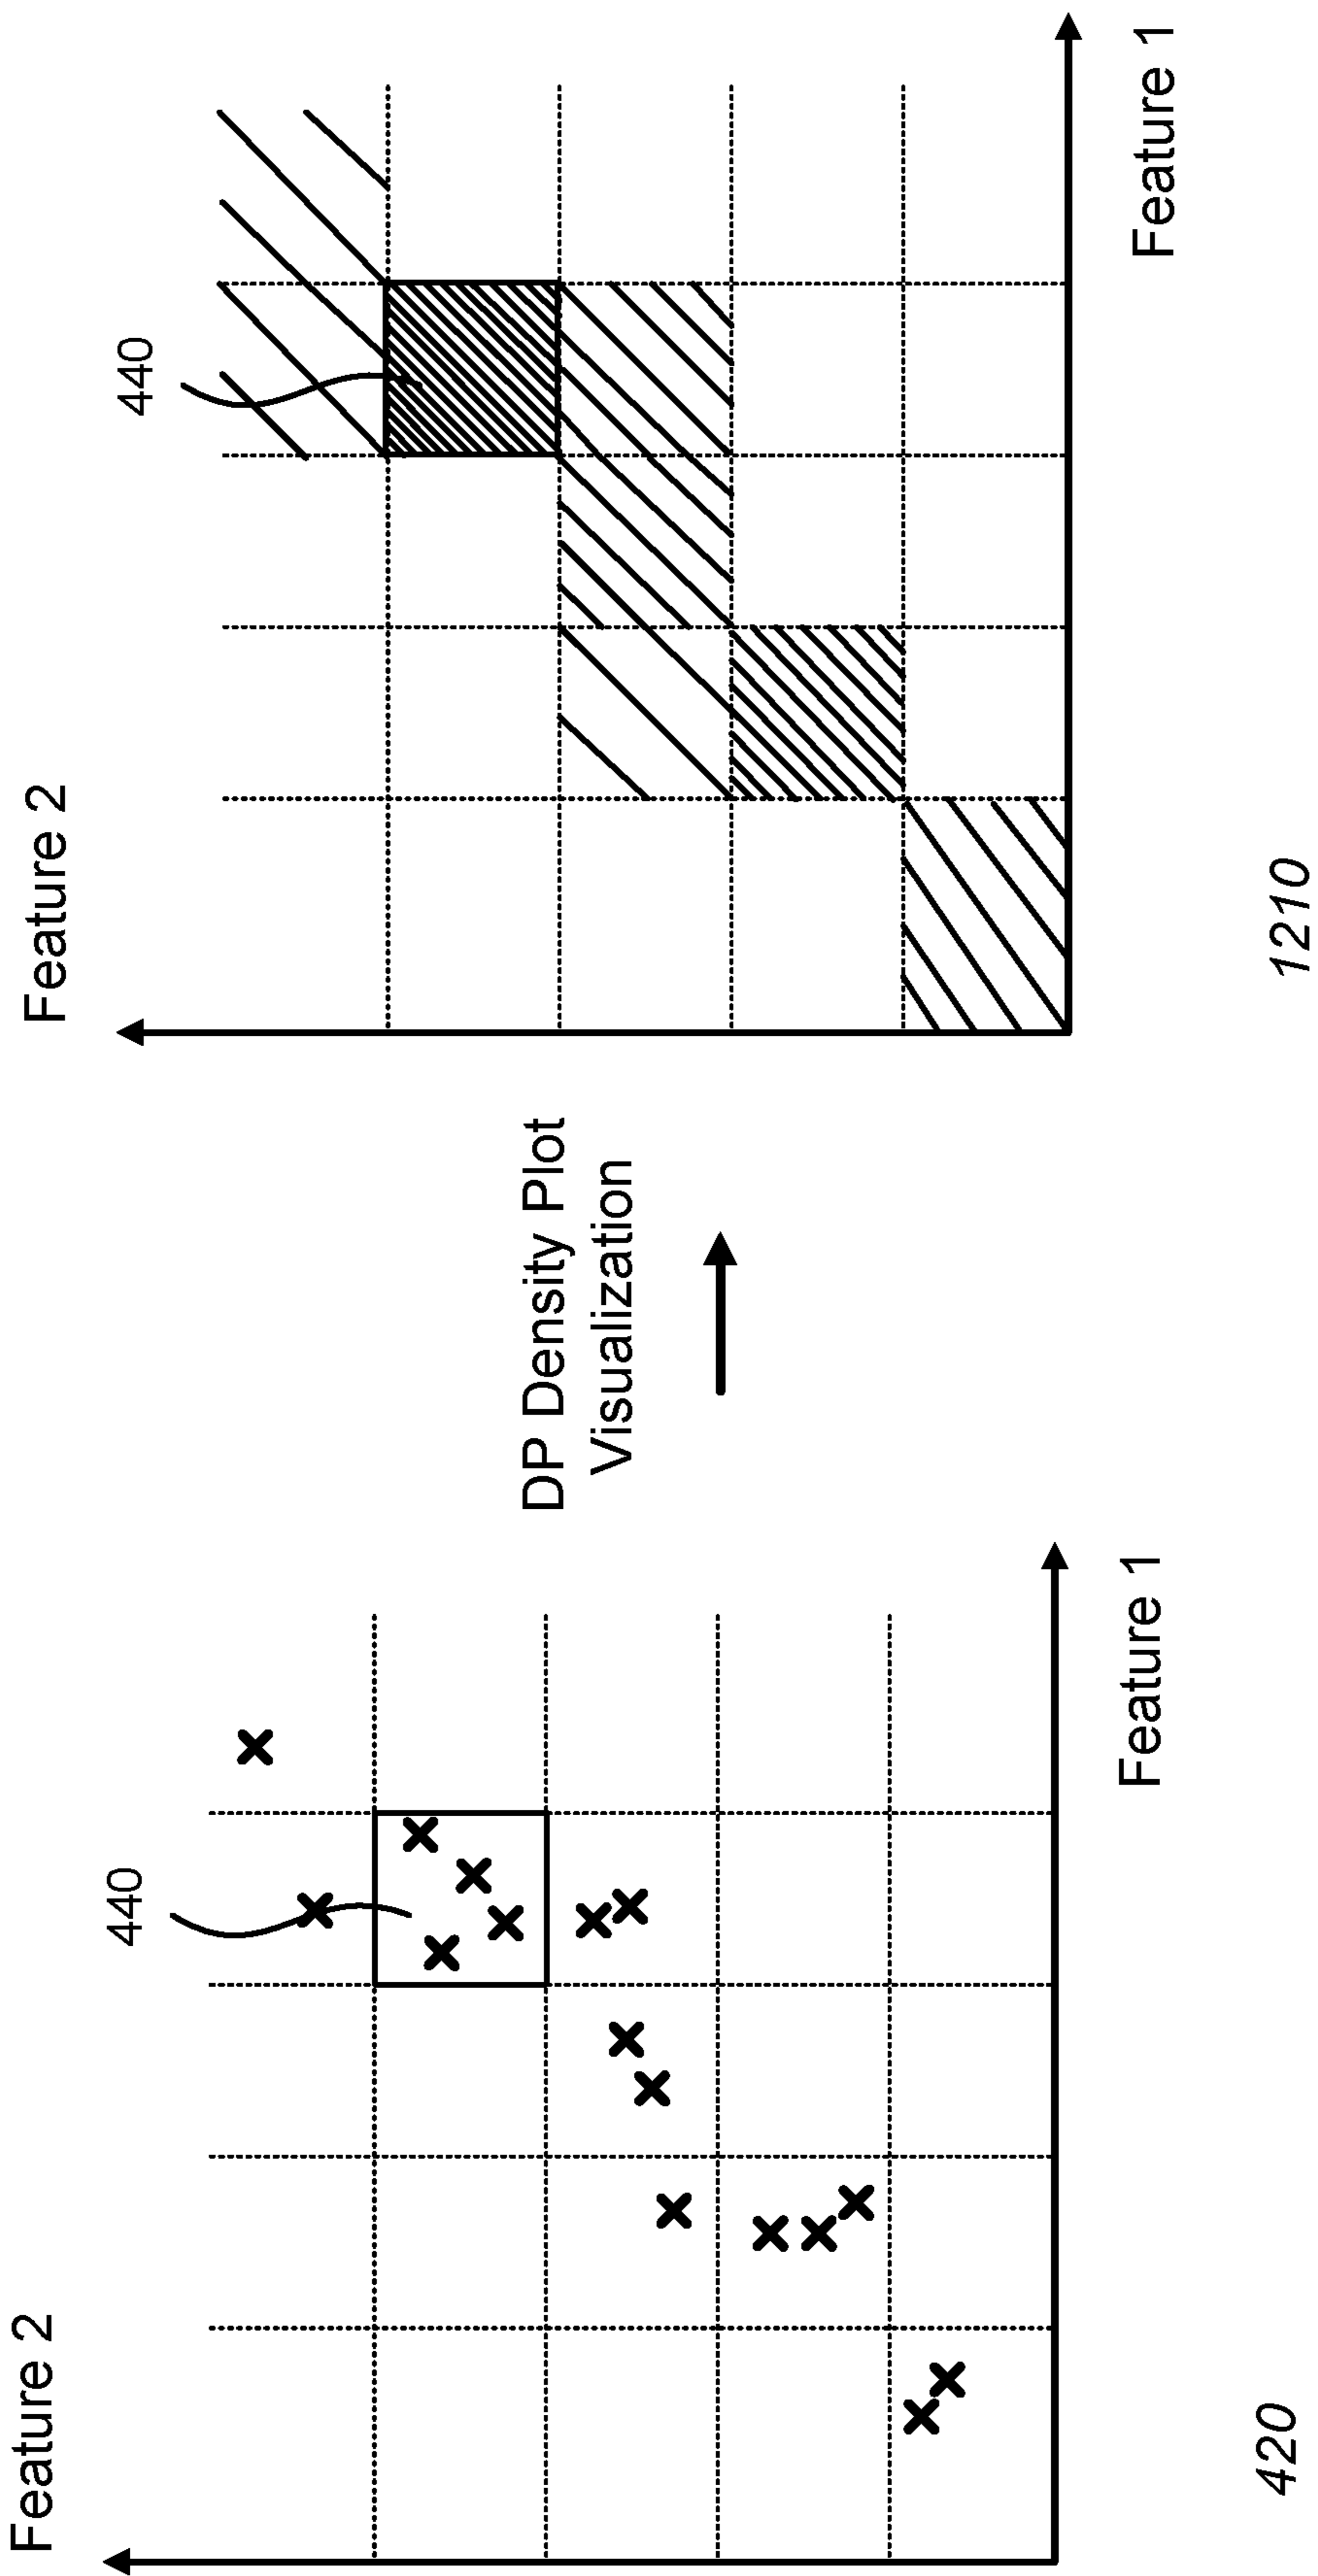 Feature 2
440
Feature 1
420
DP Density Plot
Visualization
Feature 2
440
Feature 1
1210